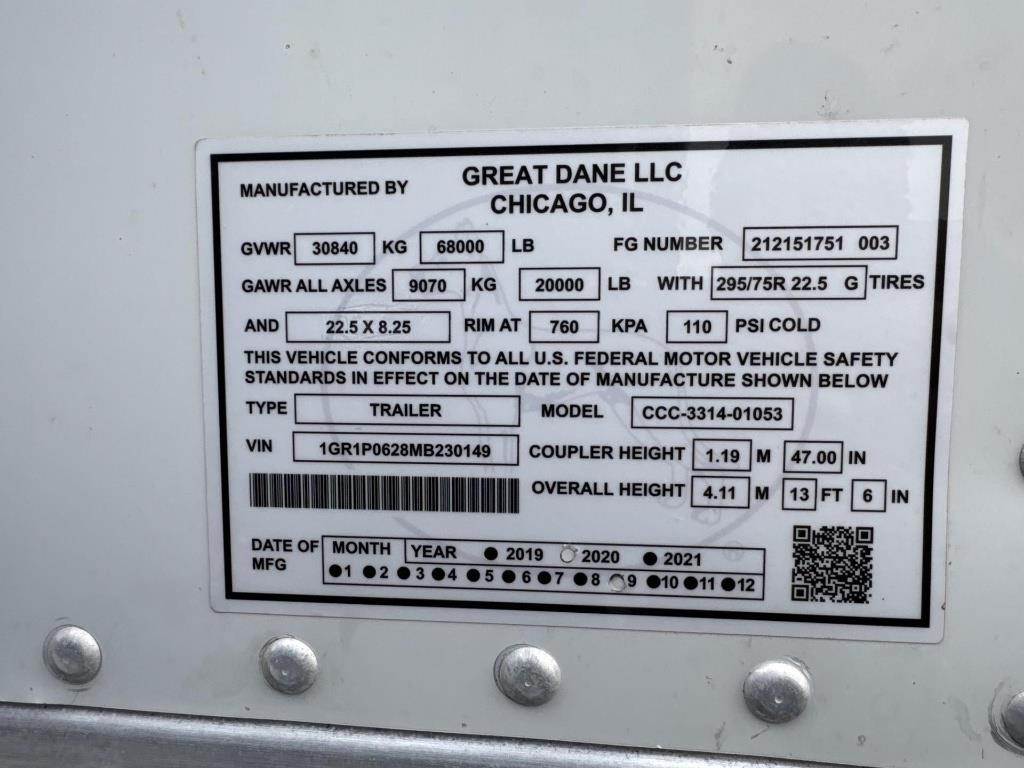 MANUFACTURED BY GREAT DANE LLC
CHICAGO, IL
GVWR 30840 KG 68000 LB FG NUMBER 212151751 003
GAWR ALL AXLES 9070 KG 20000 LB WITH 295/75R 22.5 G TIRES
AND 22.5 X 8.25 RIM AT 760 KPA 110 PSI COLD
THIS VEHICLE CONFORMS TO ALL U.S. FEDERAL MOTOR VEHICLE SAFETY
STANDARDS IN EFFECT ON THE DATE OF MANUFACTURE SHOWN BELOW
TYPE TRAILER MODEL CCC-3314-01053
VIN 1GR1P0628MB230149 COUPLER HEIGHT 1.19 M 47.00 IN
OVERALL HEIGHT 4.11 M 13 FT 6 IN
DATE OF MFG MONTH YEAR ● 2019 ○ 2020 ● 2021
●1 ●2 ●3 ●4 ●5 ●6 ●7 ●8 ○9 ●10 ●11 ●12